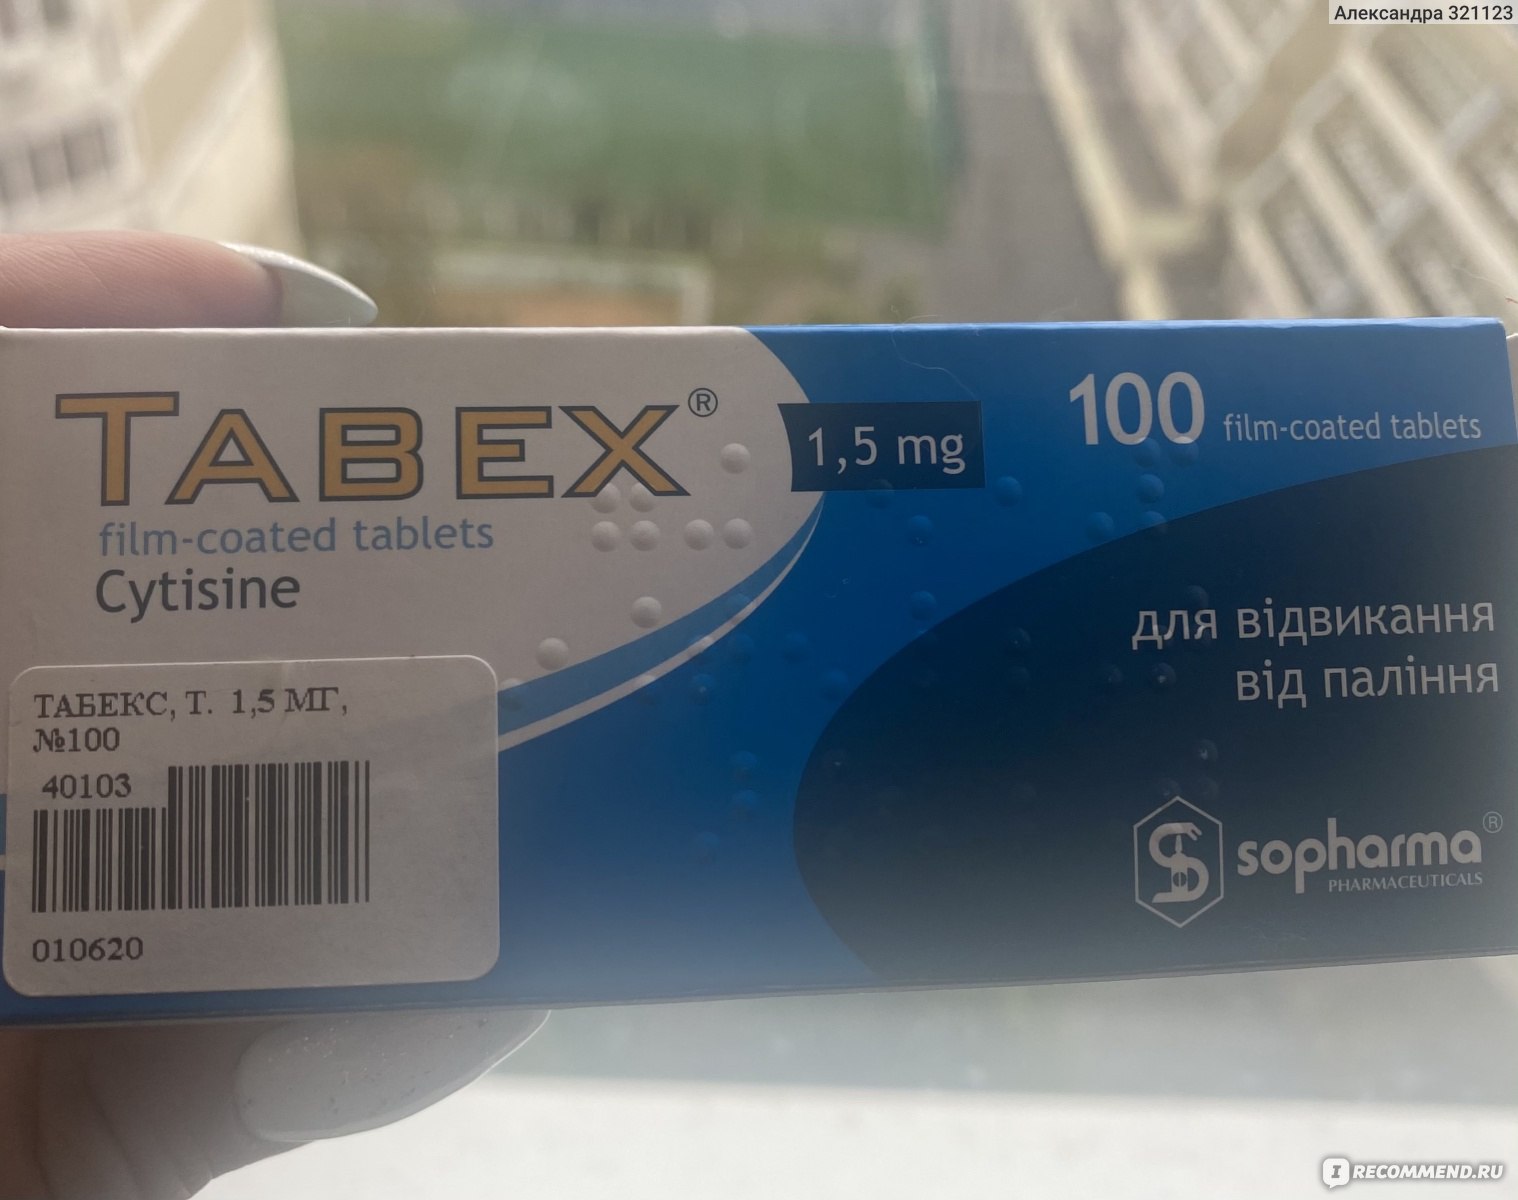 Александра 321123
TABEX®
1,5 mg
100 film-coated tablets
film-coated tablets
Cytisine
для відвикання
від паління
ТАБЕКС, Т. 1,5 МГ,
№100
40103
010620
sopharma®
PHARMACEUTICALS
IRECOMMEND.RU